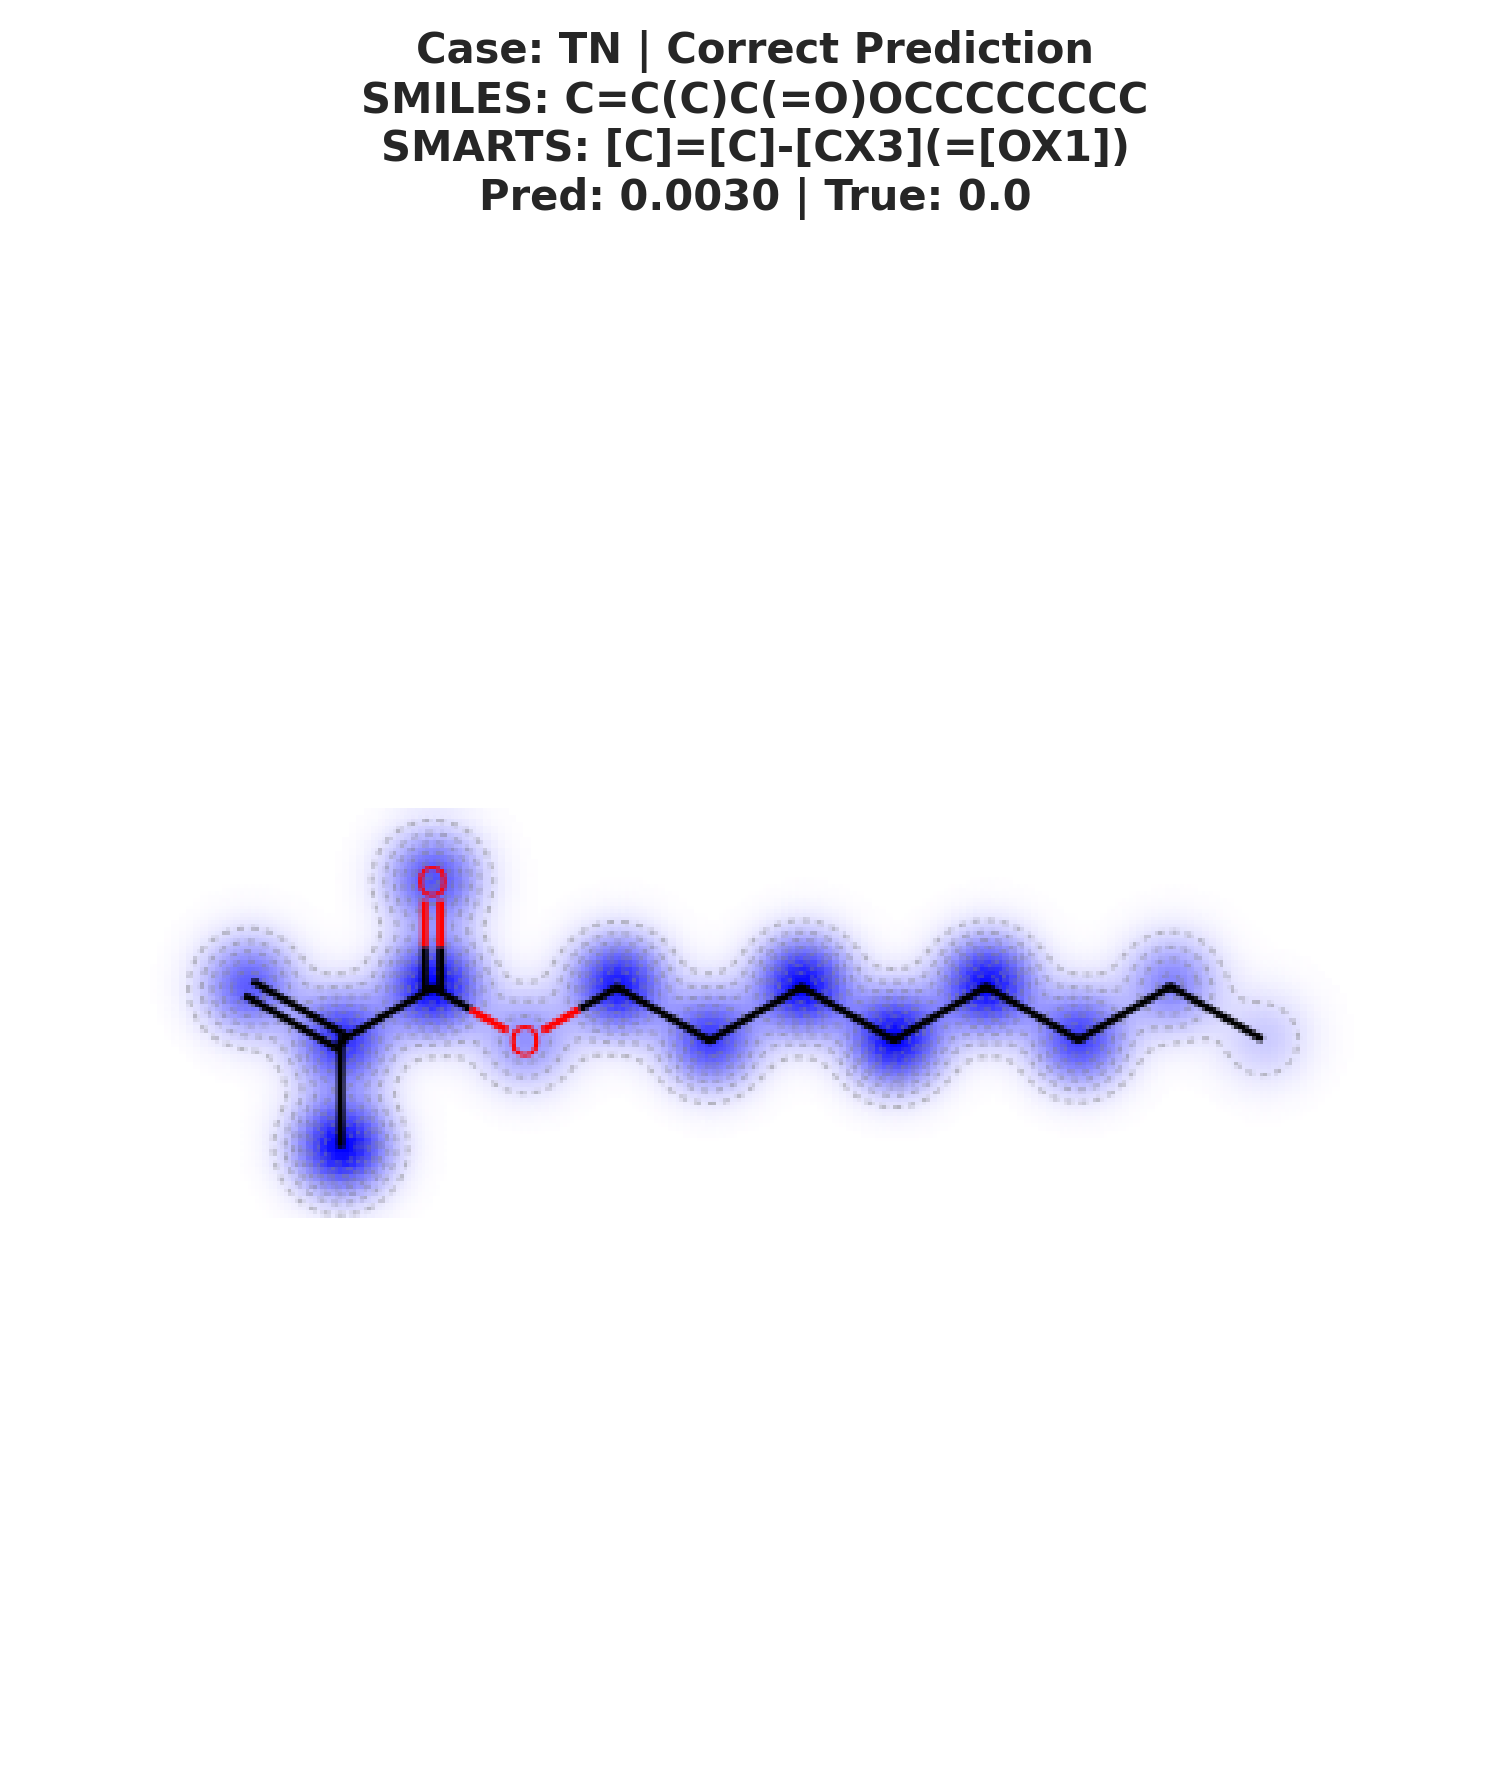 Case: TN | Correct Prediction
SMILES: C=C(C)C(=O)OCCCCCCCC
SMARTS: [C]=[C]-[CX3](=[OX1])
Pred: 0.0030 | True: 0.0
O
O